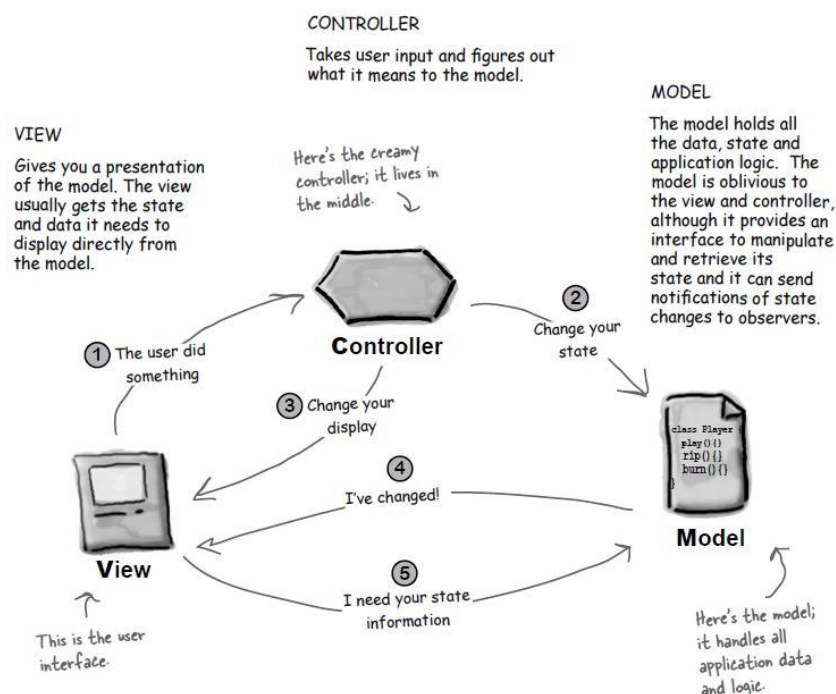 CONTROLLER
Takes user input and figures out
what it means to the model.
MODEL
The model holds all
the data, state and
application logic. The
model is oblivious to
the view and controller,
although it provides an
interface to manipulate
and retrieve its
state and it can send
notifications of state
changes to observers.
VIEW
Gives you a presentation
of the model. The view
usually gets the state
and data it needs to
display directly from
the model.
Here's the creamy
controller; it lives in
the middle.
Controller
1 The user did
something
2
Change your
state
3 Change your
display
4
I've changed!
5
I need your state
information
class Player {
play(){}
rip(){}
burn(){}
}
View
Model
This is the user
interface.
Here's the model;
it handles all
application data
and logic.